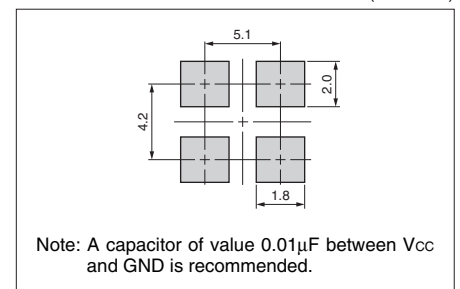 5.1
2.0
4.2
1.8
Note: A capacitor of value 0.01μF between Vcc
and GND is recommended.